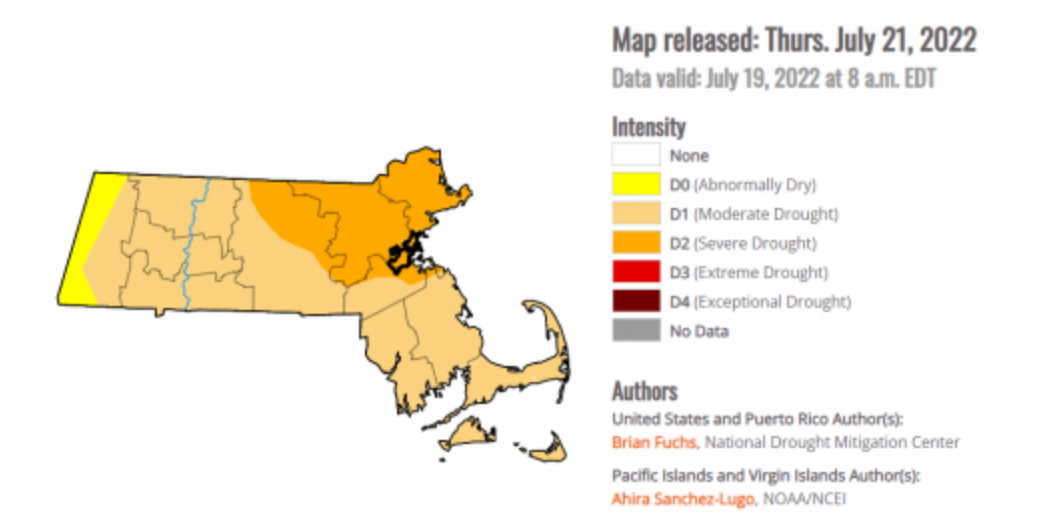 Map released: Thurs. July 21, 2022
Data valid: July 19, 2022 at 8 a.m. EDT
Intensity
None
D0 (Abnormally Dry)
D1 (Moderate Drought)
D2 (Severe Drought)
D3 (Extreme Drought)
D4 (Exceptional Drought)
No Data
Authors
United States and Puerto Rico Author(s):
Brian Fuchs, National Drought Mitigation Center
Pacific Islands and Virgin Islands Author(s):
Ahira Sanchez-Lugo, NOAA/NCEI